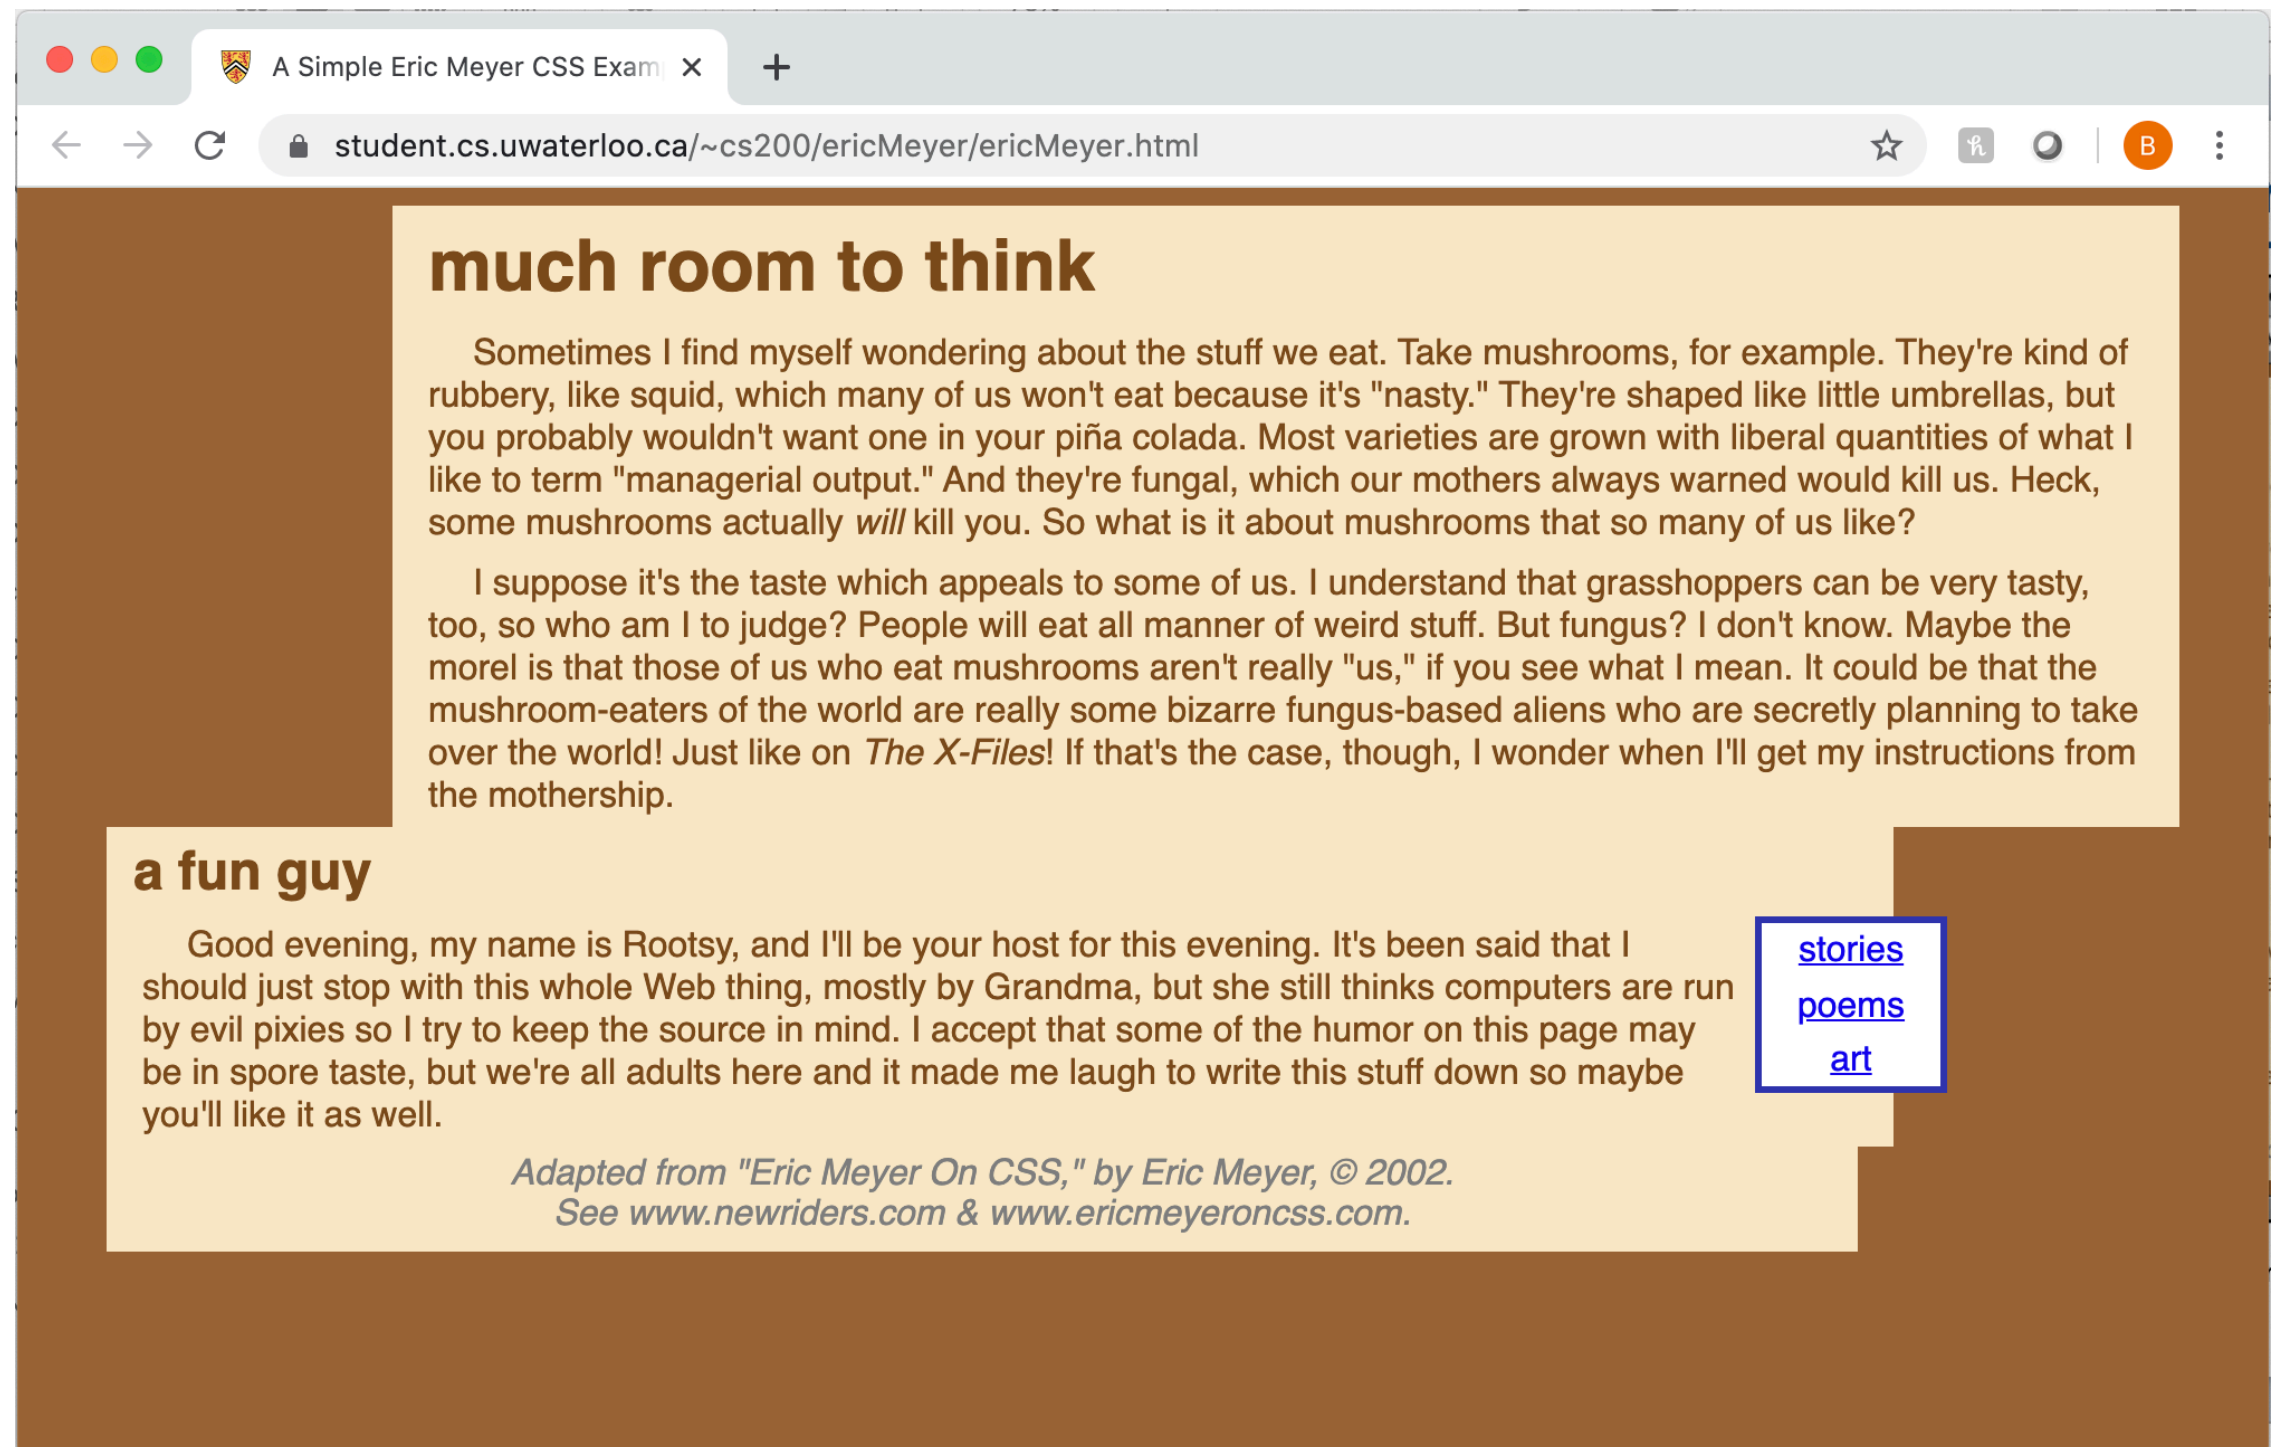 A Simple Eric Meyer CSS Exam
student.cs.uwaterloo.ca/~cs200/ericMeyer/ericMeyer.html
B
much room to think
Sometimes I find myself wondering about the stuff we eat. Take mushrooms, for example. They're kind of
rubbery, like squid, which many of us won't eat because it's "nasty." They're shaped like little umbrellas, but
you probably wouldn't want one in your piña colada. Most varieties are grown with liberal quantities of what I
like to term "managerial output." And they're fungal, which our mothers always warned would kill us. Heck,
some mushrooms actually will kill you. So what is it about mushrooms that so many of us like?
I suppose it's the taste which appeals to some of us. I understand that grasshoppers can be very tasty,
too, so who am I to judge? People will eat all manner of weird stuff. But fungus? I don't know. Maybe the
morel is that those of us who eat mushrooms aren't really "us," if you see what I mean. It could be that the
mushroom-eaters of the world are really some bizarre fungus-based aliens who are secretly planning to take
over the world! Just like on The X-Files! If that's the case, though, I wonder when I'll get my instructions from
the mothership.
a fun guy
Good evening, my name is Rootsy, and I'll be your host for this evening. It's been said that I
should just stop with this whole Web thing, mostly by Grandma, but she still thinks computers are run
by evil pixies so I try to keep the source in mind. I accept that some of the humor on this page may
be in spore taste, but we're all adults here and it made me laugh to write this stuff down so maybe
you'll like it as well.
stories
poems
art
Adapted from "Eric Meyer On CSS," by Eric Meyer, © 2002.
See www.newriders.com & www.ericmeyeroncss.com.